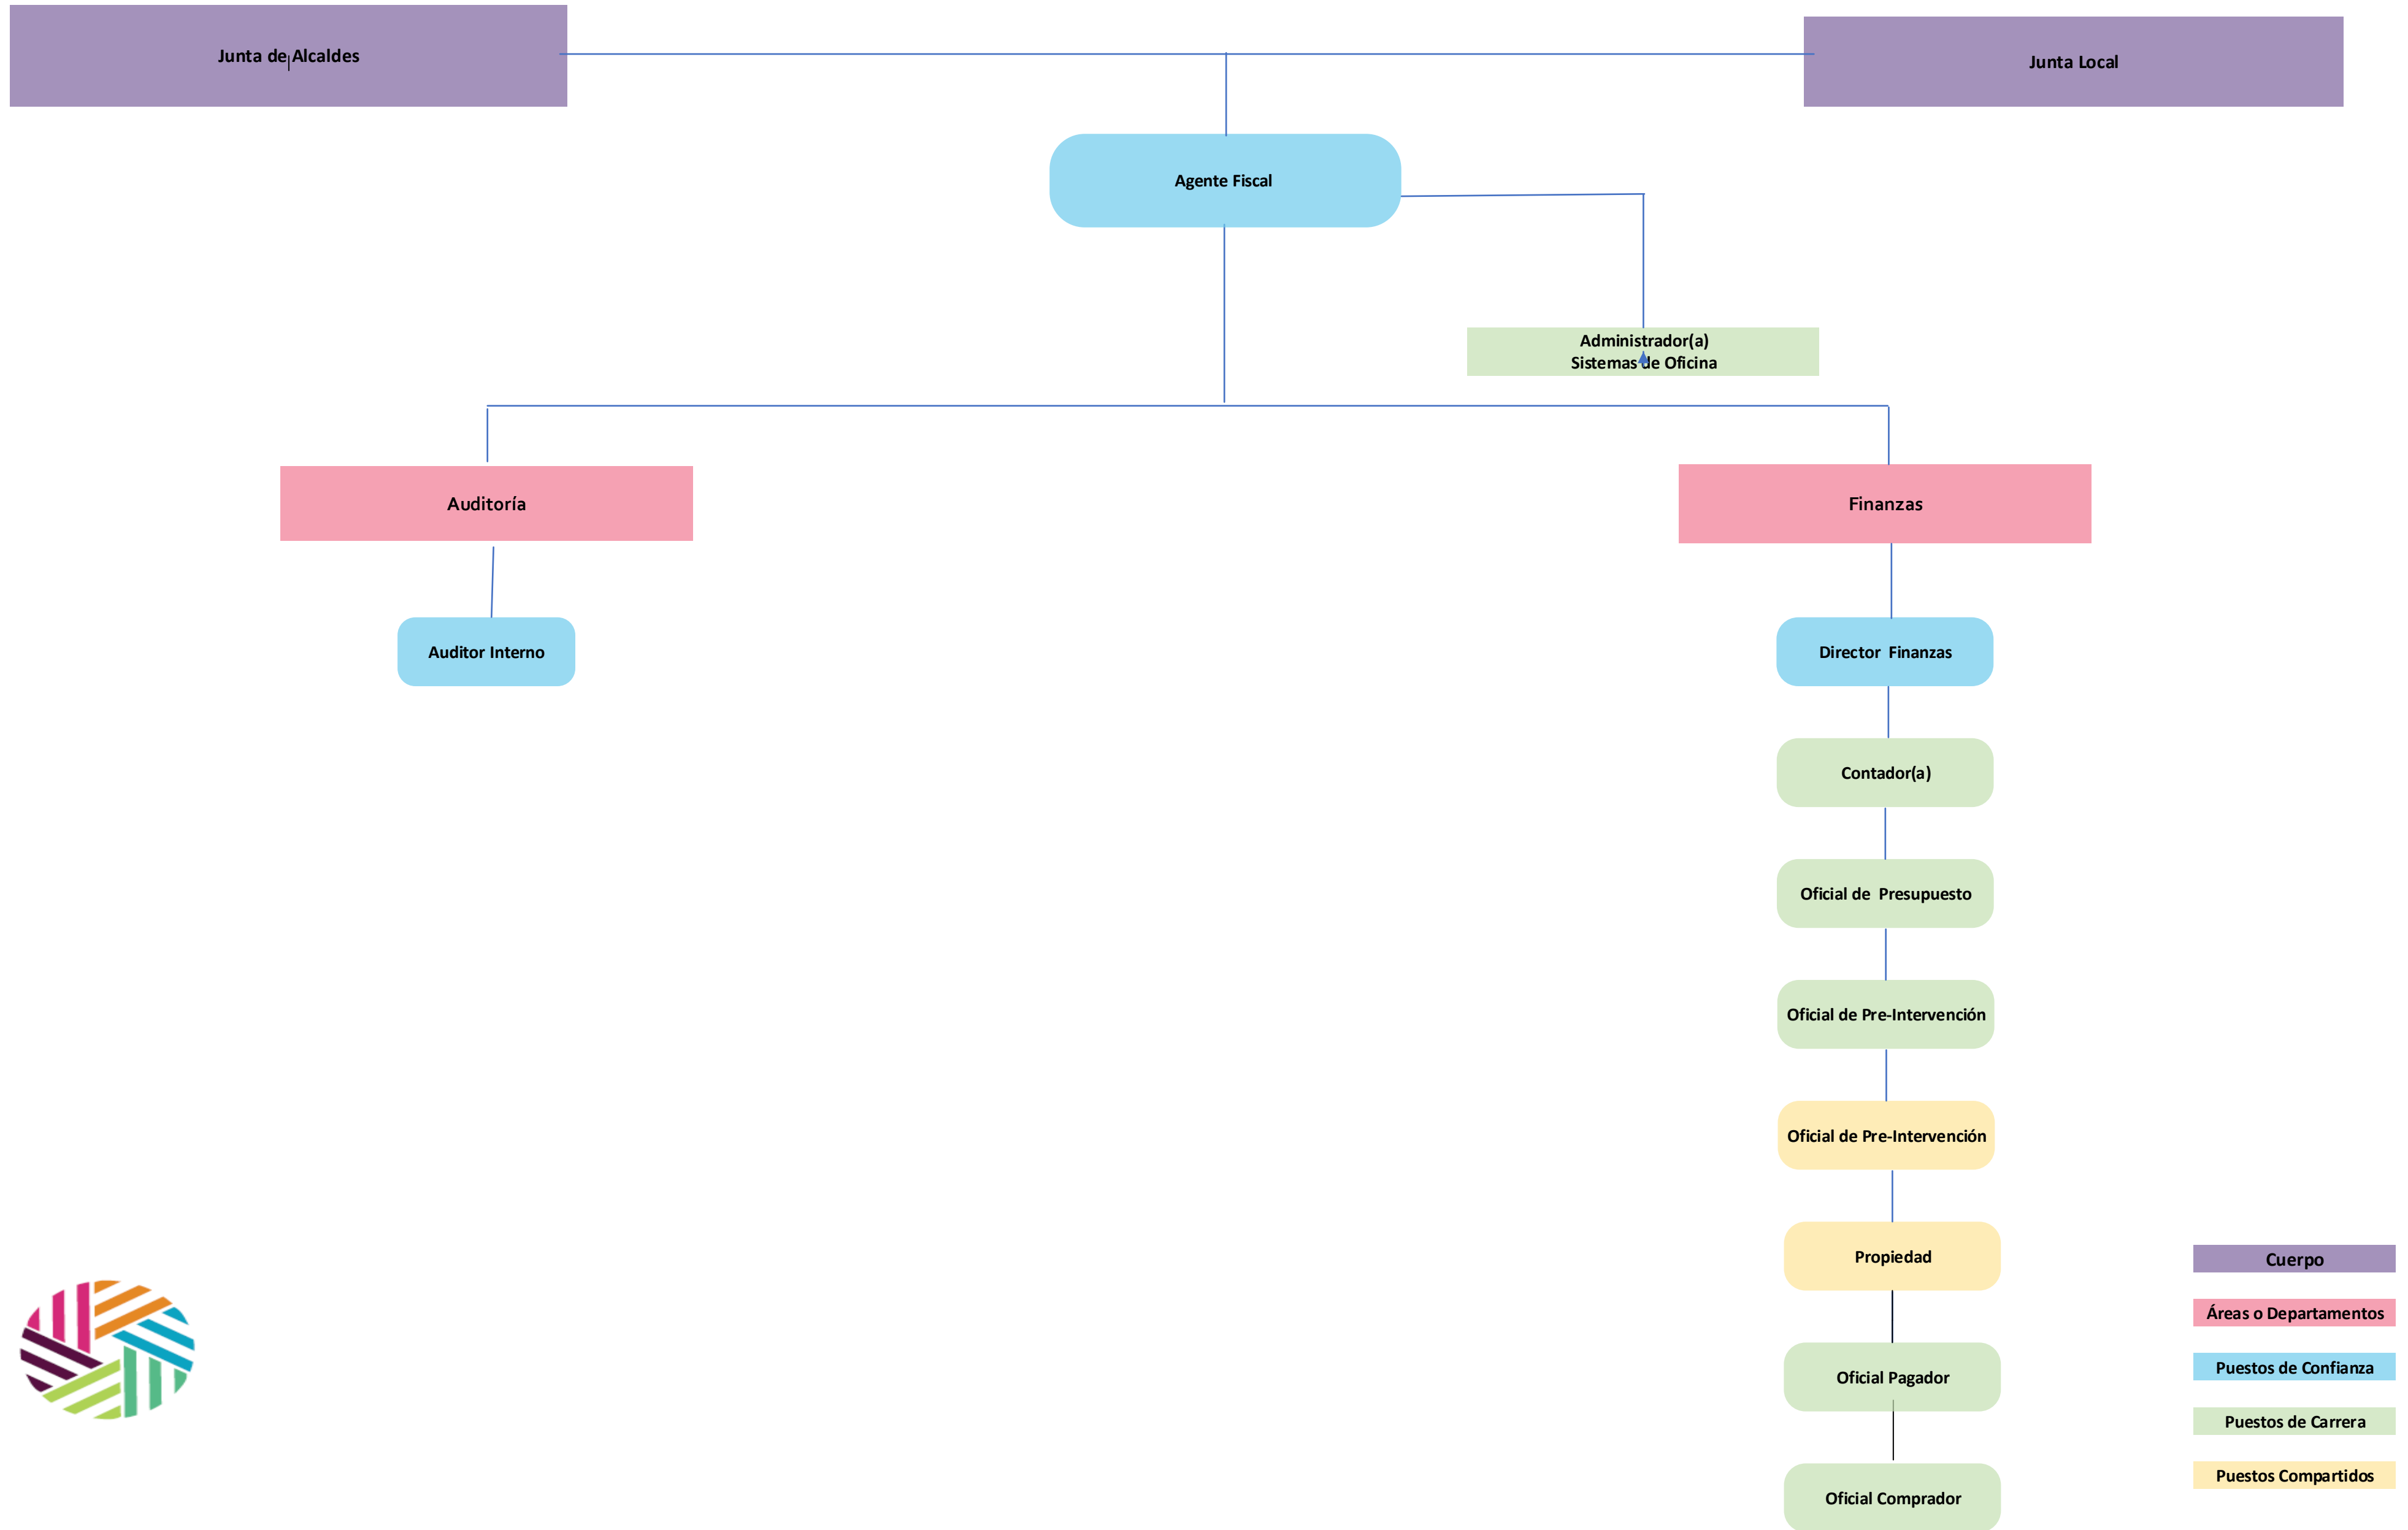 Junta de Alcaldes
Junta Local
Agente Fiscal
Administrador(a)
Sistemas de Oficina
Auditoría
Finanzas
Auditor Interno
Director Finanzas
Contador(a)
Oficial de Presupuesto
Oficial de Pre-Intervención
Oficial de Pre-Intervención
Propiedad
Oficial Pagador
Oficial Comprador
Cuerpo
Áreas o Departamentos
Puestos de Confianza
Puestos de Carrera
Puestos Compartidos